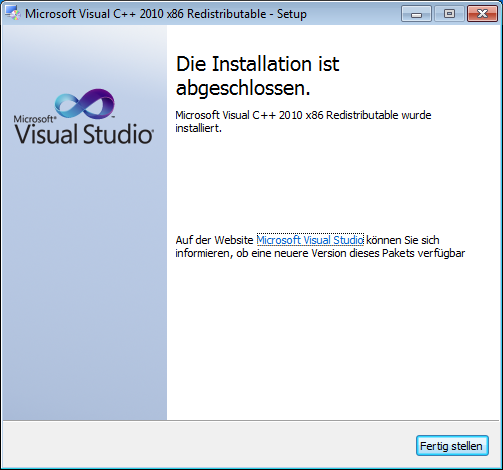 Microsoft Visual C++ 2010 x86 Redistributable - Setup
Microsoft®
Visual Studio®
Die Installation ist
abgeschlossen.
Microsoft Visual C++ 2010 x86 Redistributable wurde
installiert.
Auf der Website Microsoft Visual Studio können Sie sich
informieren, ob eine neuere Version dieses Pakets verfügbar
Fertig stellen